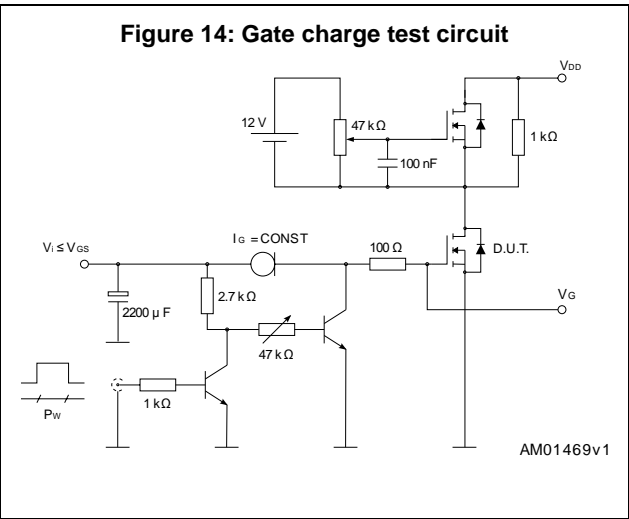 Figure 14: Gate charge test circuit
VDD
12 V
47 kΩ
1 kΩ
100 nF
Vi ≤ VGS
IG = CONST
100 Ω
D.U.T.
2.7 kΩ
VG
2200 μF
47 kΩ
1 kΩ
PW
AM01469v1